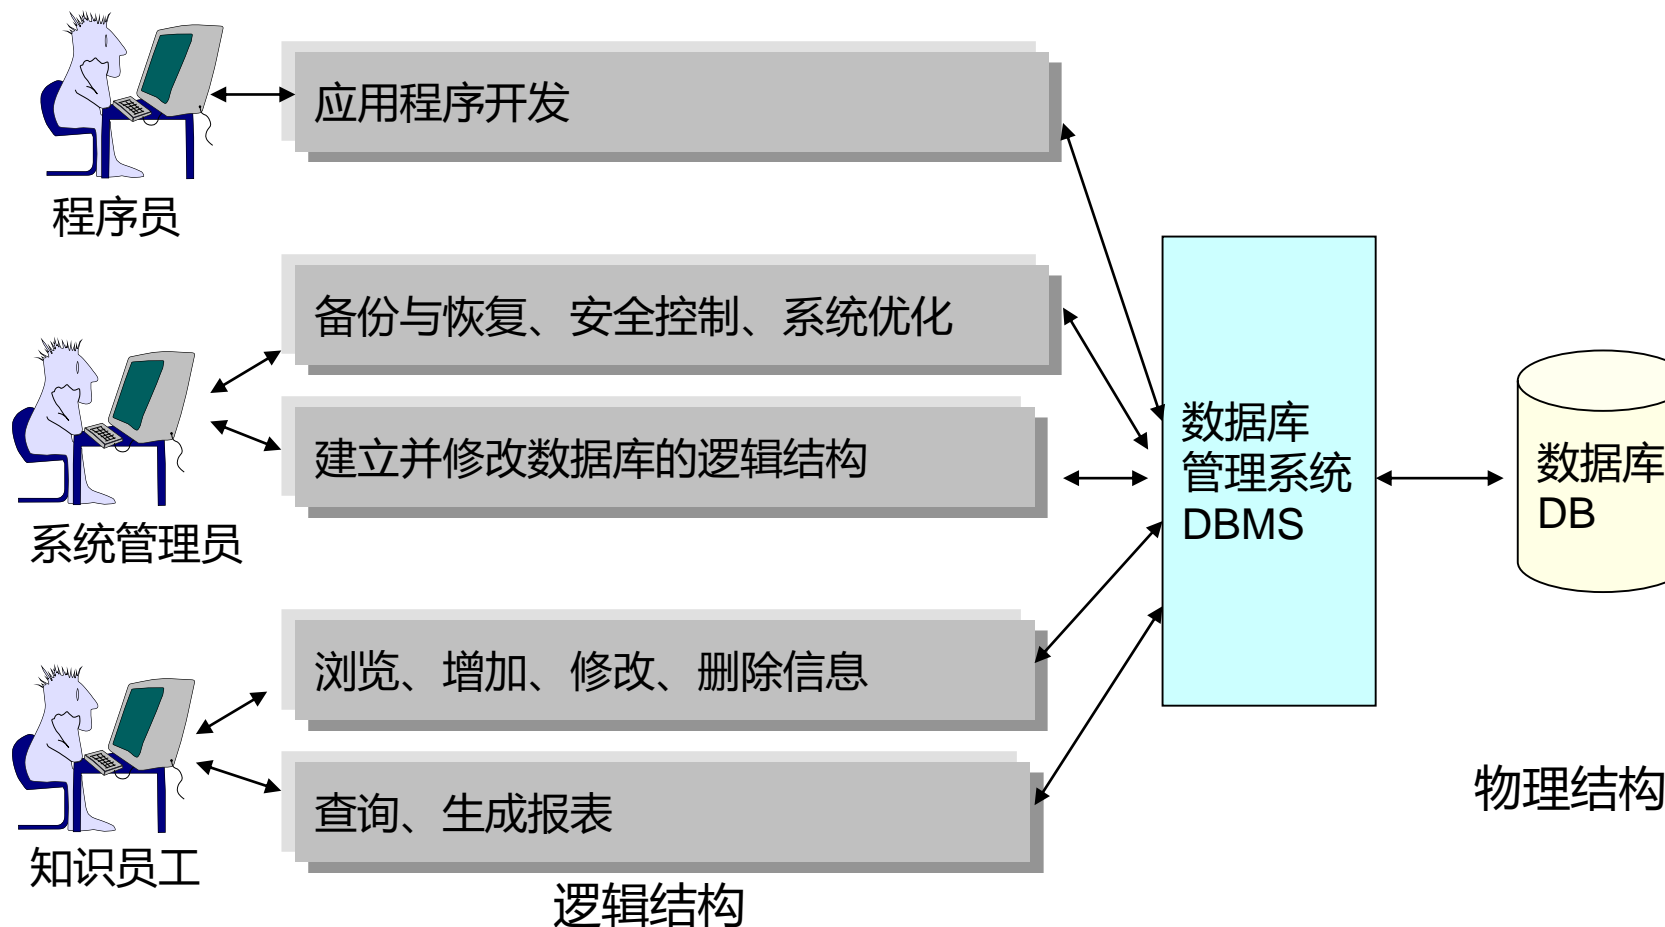 应用程序开发
程序员
备份与恢复、安全控制、系统优化
建立并修改数据库的逻辑结构
系统管理员
浏览、增加、修改、删除信息
查询、生成报表
知识员工
逻辑结构
数据库
管理系统
DBMS
数据库
DB
物理结构